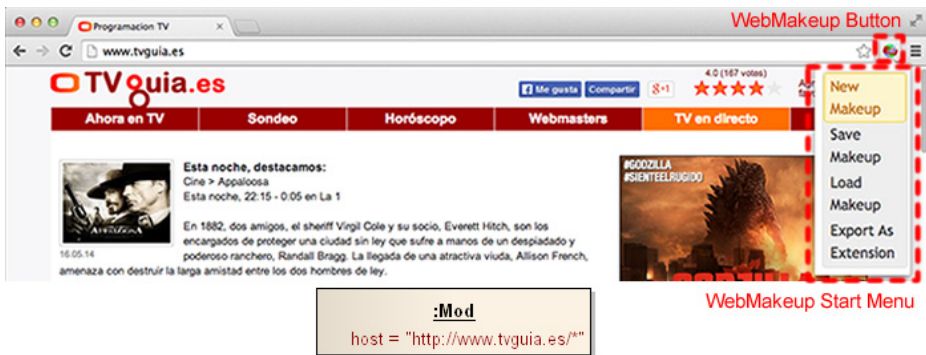 Programacion TV
WebMakeup Button
www.tvguia.es
TVguia.es
Me gusta Compartir
g+1
4.0 (167 votos)
Ahora en TV Sondeo Horóscopo Webmasters TV en directo
New
Makeup
Save
Makeup
Load
Makeup
Export As
Extension
Esta noche, destacamos:
Cine > Appaloosa
Esta noche, 22:15 - 0:05 en La 1
En 1882, dos amigos, el sheriff Virgil Cole y su socio, Everett Hitch, son los
encargados de proteger una ciudad sin ley que sufre a manos de un despiadado y
poderoso ranchero, Randall Bragg. La llegada de una atractiva viuda, Allison French,
amenaza con destruir la larga amistad entre los dos hombres de ley.
APPALOOSA
16.05.14
#GODZILLA
#SIENTEELRUGIDO
GODZILLA
WebMakeup Start Menu
:Mod
host = "http://www.tvguia.es/*"